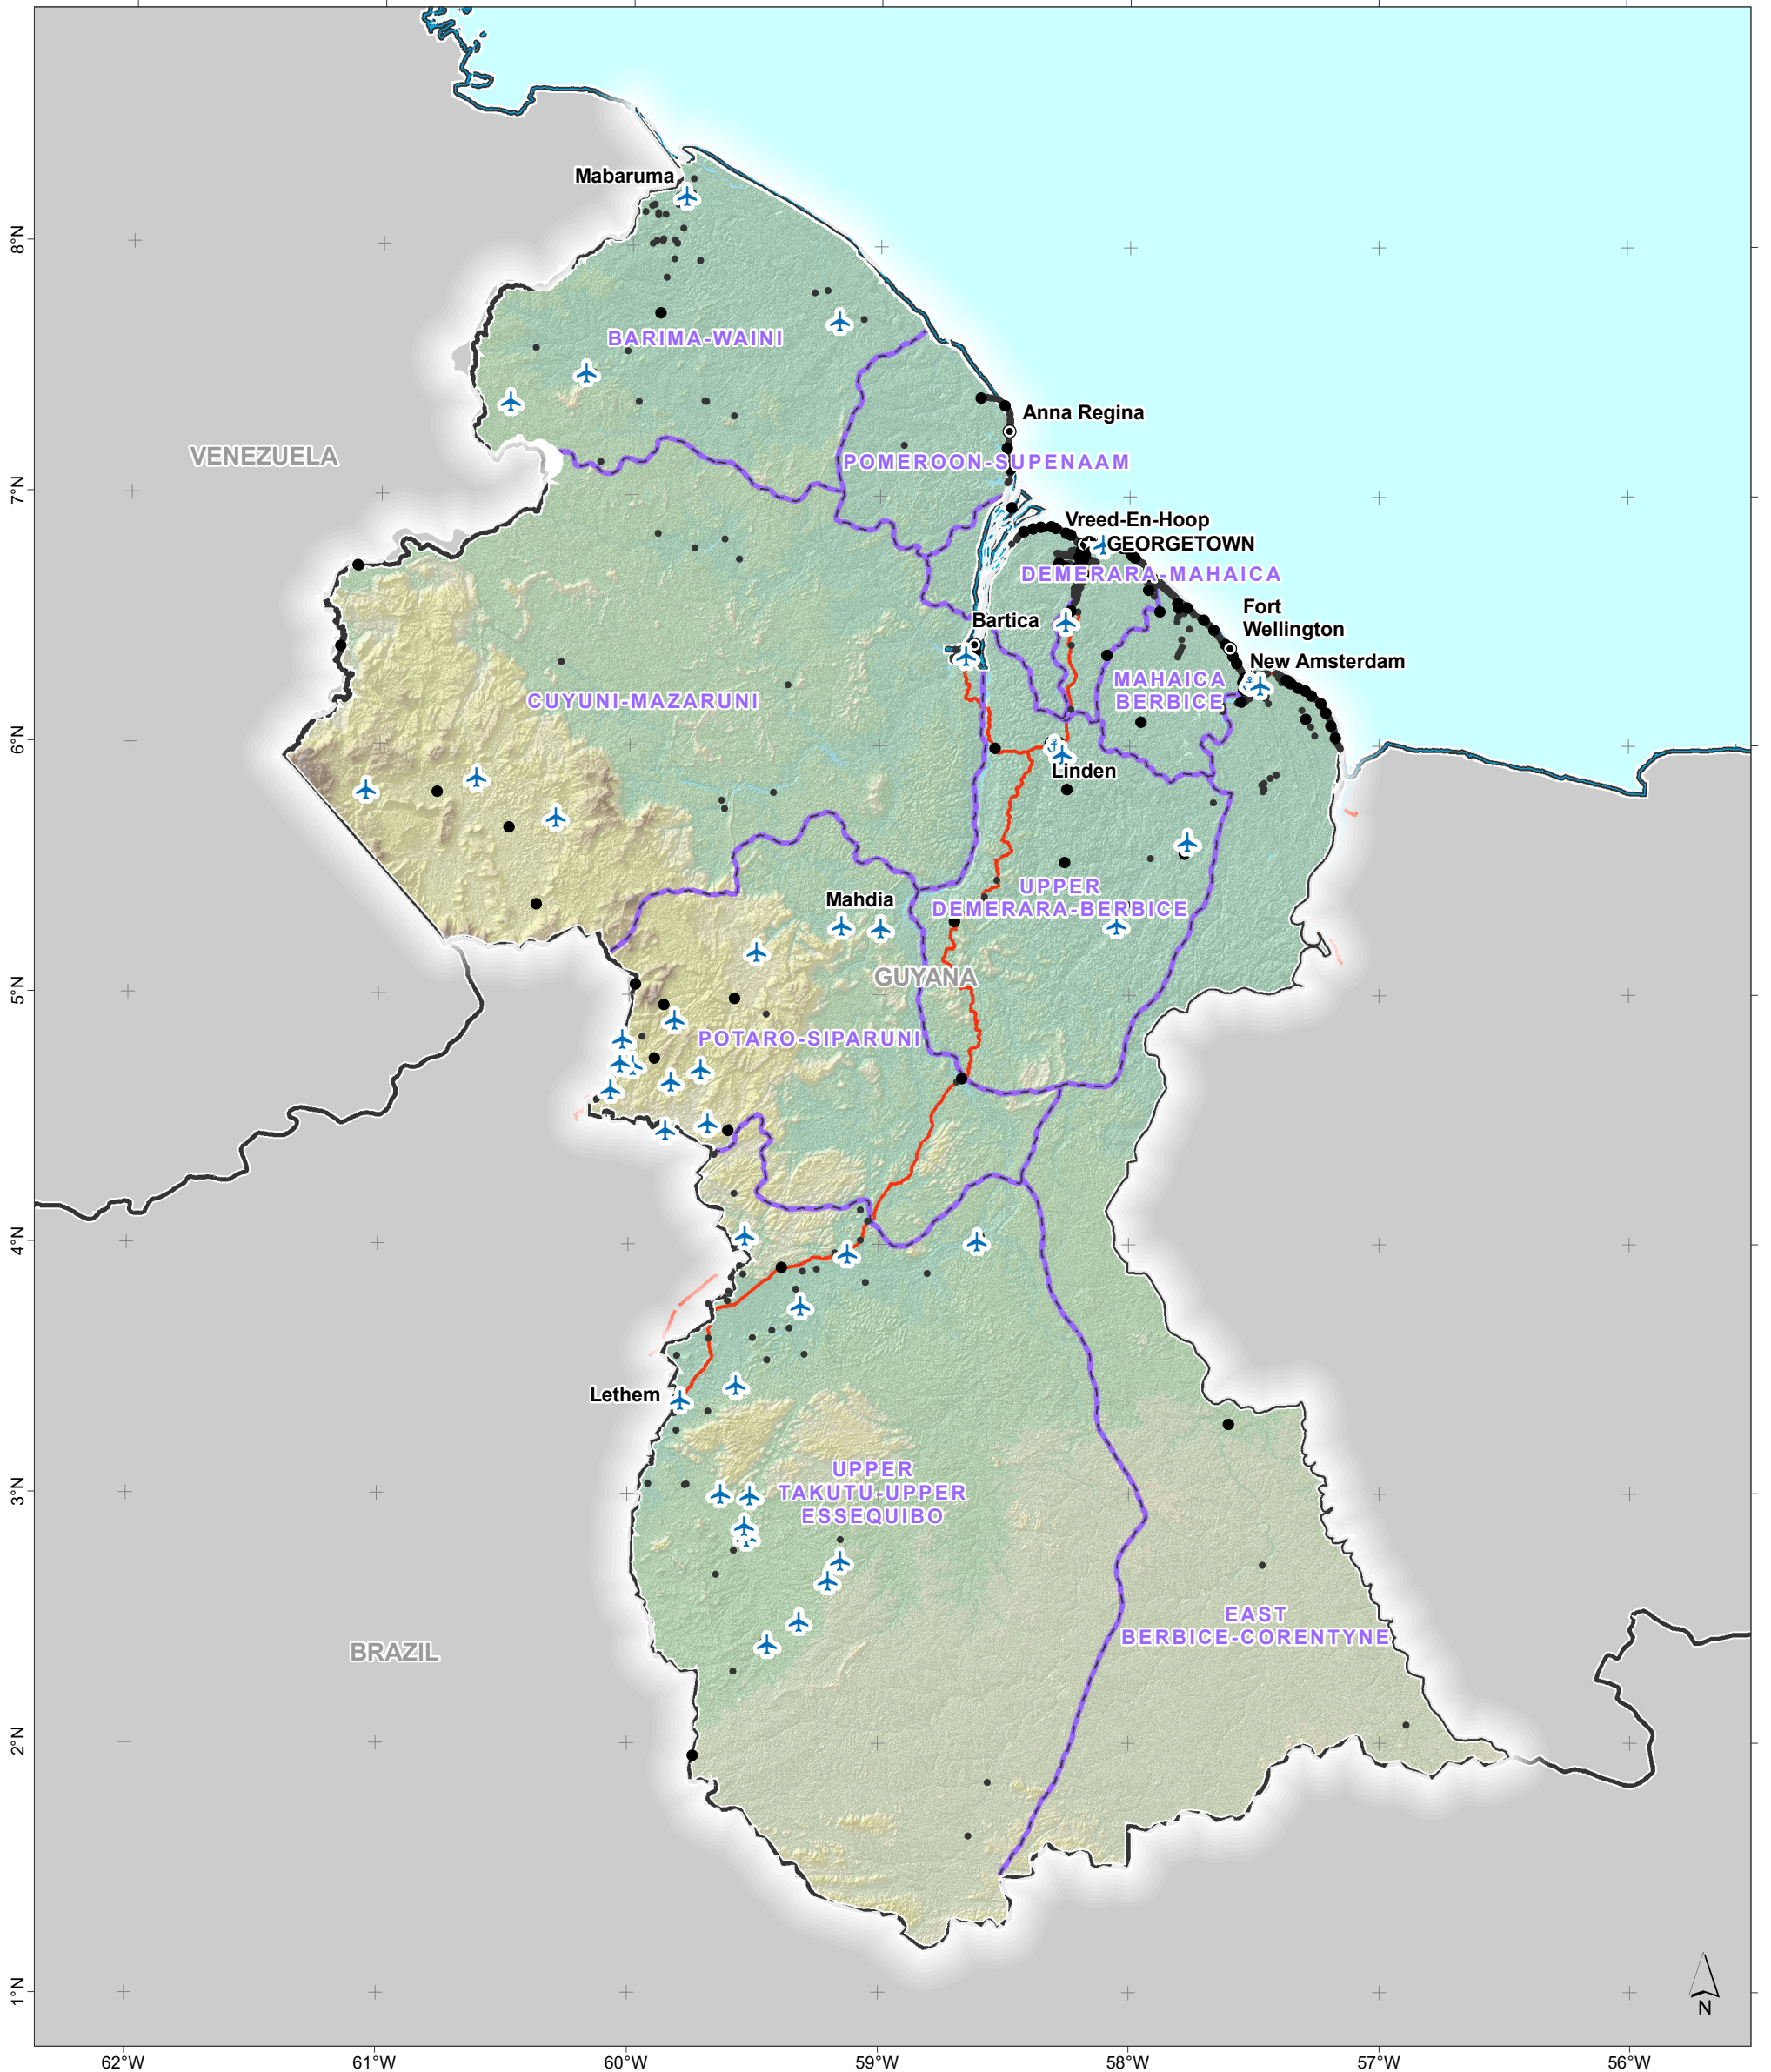 Mabaruma
8°N
BARIMA-WAINI
Anna Regina
VENEZUELA
POMEROON-SUPENAAM
7°N
Vreed-En-Hoop
GEORGETOWN
DEMERARA-MAHAICA
Fort
Wellington
Bartica
New Amsterdam
MAHAICA
BERBICE
CUYUNI-MAZARUNI
6°N
Linden
UPPER
DEMERARA-BERBICE
Mahdia
GUYANA
5°N
POTARO-SIPARUNI
4°N
Lethem
UPPER
TAKUTU-UPPER
ESSEQUIBO
3°N
EAST
BERBICE-CORENTYNE
BRAZIL
2°N
1°N
N
62°W 61°W 60°W 59°W 58°W 57°W 56°W